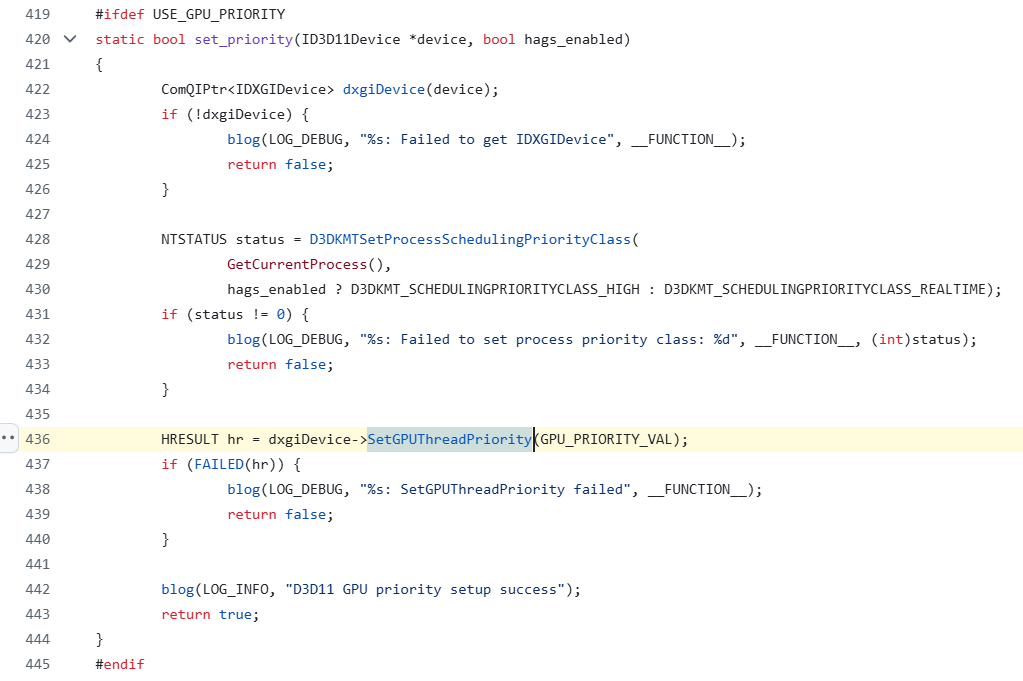 419 #ifdef USE_GPU_PRIORITY
420 static bool set_priority(ID3D11Device *device, bool hags_enabled)
421 {
422 ComQIPtr<IDXGIDevice> dxgiDevice(device);
423 if (!dxgiDevice) {
424 blog(LOG_DEBUG, "%s: Failed to get IDXGIDevice", __FUNCTION__);
425 return false;
426 }
427
428 NTSTATUS status = D3DKMTSetProcessSchedulingPriorityClass(
429 GetCurrentProcess(),
430 hags_enabled ? D3DKMT_SCHEDULINGPRIORITYCLASS_HIGH : D3DKMT_SCHEDULINGPRIORITYCLASS_REALTIME);
431 if (status != 0) {
432 blog(LOG_DEBUG, "%s: Failed to set process priority class: %d", __FUNCTION__, (int)status);
433 return false;
434 }
435
436 HRESULT hr = dxgiDevice->SetGPUThreadPriority(GPU_PRIORITY_VAL);
437 if (FAILED(hr)) {
438 blog(LOG_DEBUG, "%s: SetGPUThreadPriority failed", __FUNCTION__);
439 return false;
440 }
441
442 blog(LOG_INFO, "D3D11 GPU priority setup success");
443 return true;
444 }
445 #endif